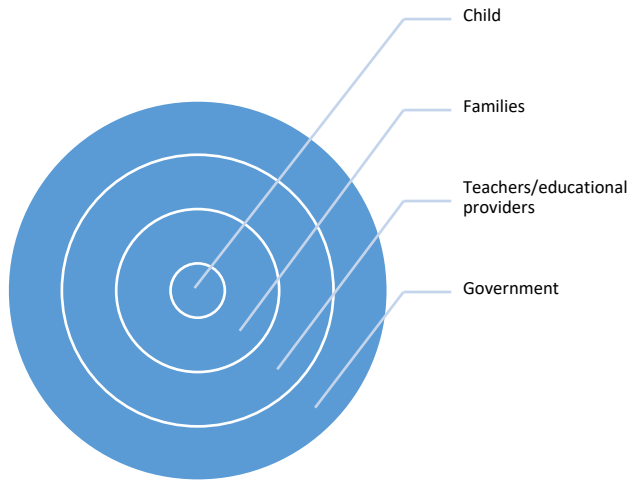 Child
Families
Teachers/educational
providers
Government